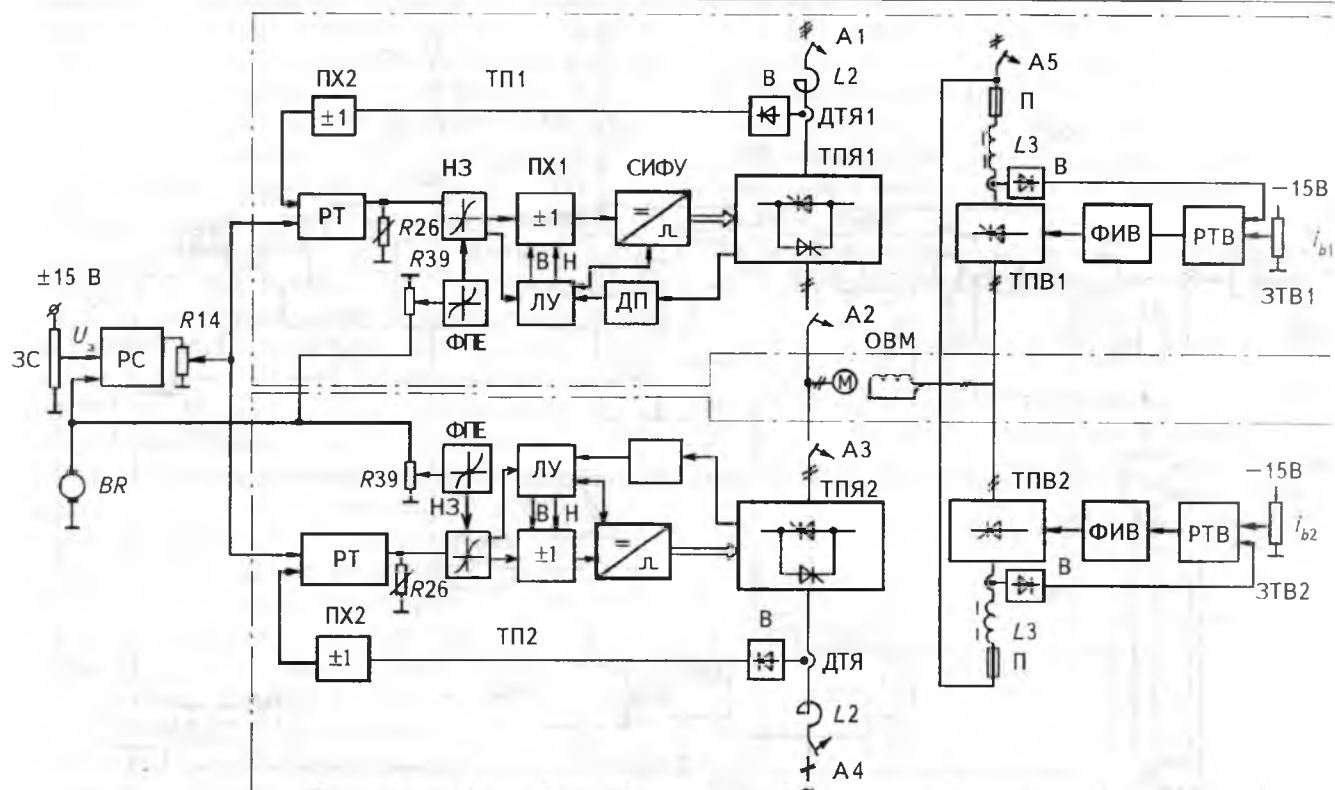 А1
А5
ПХ2
ТП1
В
L2
П
±1
ДТЯ1
L3
В
НЗ
ПХ1
СИФУ
ТПЯ1
−15В
РТ
R26
±1
=
ФИВ
РТВ
i_b1
R39
В
Н
ТПВ1
ЗТВ1
±15 В
ЛУ
ДП
U_з
R14
ФПЕ
А2
ОВМ
ЗС
РС
М
ФПЕ
ЛУ
А3
BR
R39
ТПЯ2
ТПВ2
−15В
НЗ
В
Н
РТ
R26
±1
=
ФИВ
РТВ
i_b2
В
ЗТВ2
ПХ2
ТП2
В
L3
±1
ДТЯ
П
L2
А4